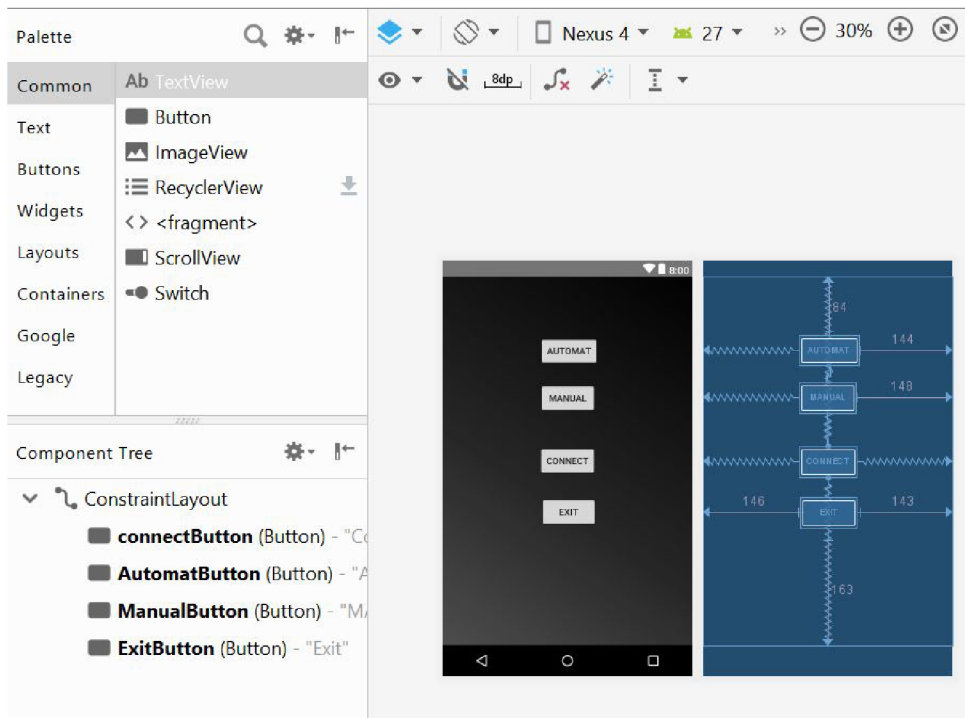 Palette
Nexus 4
27
30%
8dp
Common
Text
Buttons
Widgets
Layouts
Containers
Google
Legacy
Ab TextView
Button
ImageView
RecyclerView
<fragment>
ScrollView
Switch
Component Tree
ConstraintLayout
connectButton (Button) - "Co
AutomatButton (Button) - "A
ManualButton (Button) - "MA
ExitButton (Button) - "Exit"
8:00
AUTOMAT
MANUAL
CONNECT
EXIT
84
AUTOMAT
144
MANUAL
148
CONNECT
146
EXIT
143
163